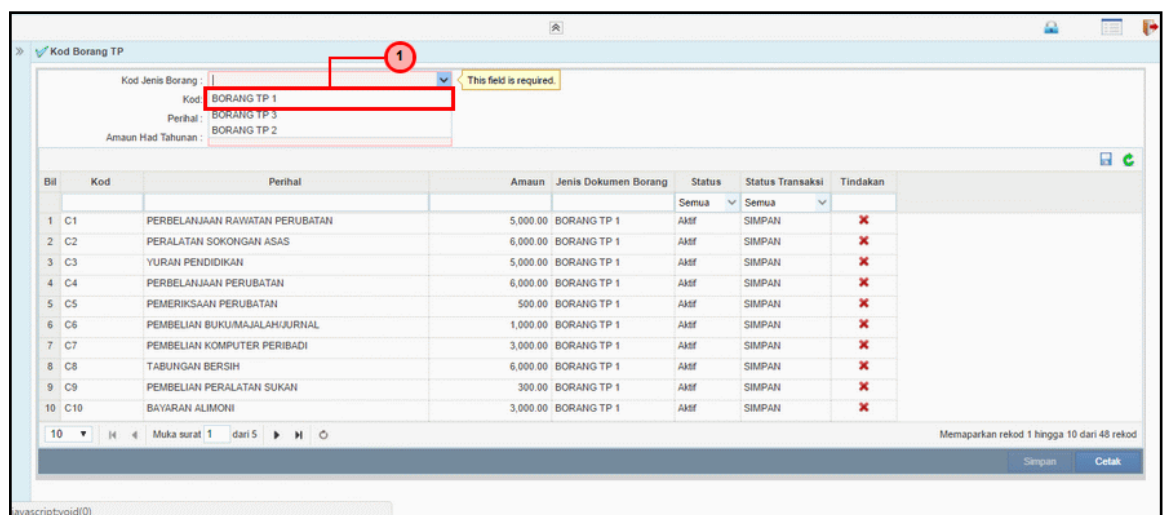 Kod Borang TP
1
Kod Jenis Borang : This field is required.
Kod: BORANG TP 1
Perihal : BORANG TP 3
BORANG TP 2
Amaun Had Tahunan :
Bil Kod Perihal Amaun Jenis Dokumen Borang Status Status Transaksi Tindakan
Semua Semua
1 C1 PERBELANJAAN RAWATAN PERUBATAN 5,000.00 BORANG TP 1 Aktif SIMPAN
2 C2 PERALATAN SOKONGAN ASAS 6,000.00 BORANG TP 1 Aktif SIMPAN
3 C3 YURAN PENDIDIKAN 5,000.00 BORANG TP 1 Aktif SIMPAN
4 C4 PERBELANJAAN PERUBATAN 6,000.00 BORANG TP 1 Aktif SIMPAN
5 C5 PEMERIKSAAN PERUBATAN 500.00 BORANG TP 1 Aktif SIMPAN
6 C6 PEMBELIAN BUKU/MAJALAH/JURNAL 1,000.00 BORANG TP 1 Aktif SIMPAN
7 C7 PEMBELIAN KOMPUTER PERIBADI 3,000.00 BORANG TP 1 Aktif SIMPAN
8 C8 TABUNGAN BERSIH 6,000.00 BORANG TP 1 Aktif SIMPAN
9 C9 PEMBELIAN PERALATAN SUKAN 300.00 BORANG TP 1 Aktif SIMPAN
10 C10 BAYARAN ALIMONI 3,000.00 BORANG TP 1 Aktif SIMPAN
10 Muka surat 1 dari 5 Memaparkan rekod 1 hingga 10 dari 48 rekod
Simpan Cetak
avascript:void(0)